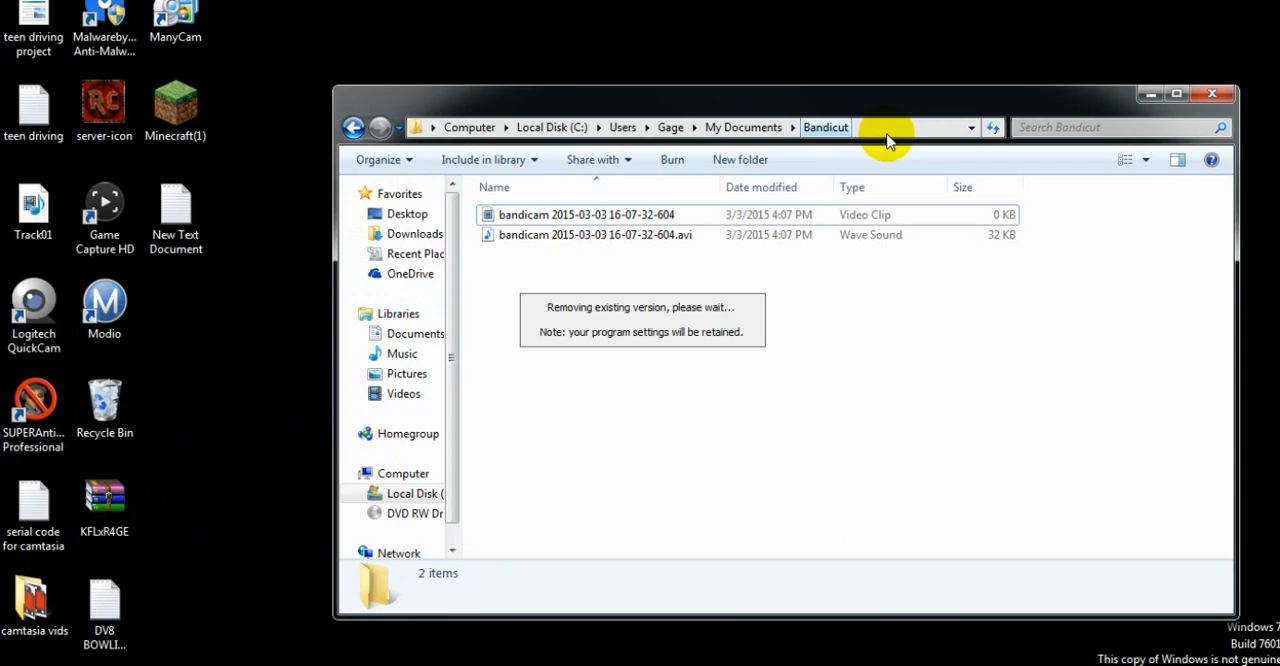 teen driving
project
Malwareby...
Anti-Malw...
ManyCam
teen driving
server-icon
Minecraft(1)
Track01
Game
Capture HD
New Text
Document
Logitech
QuickCam
Modio
SUPERAnti...
Professional
Recycle Bin
serial code
for camtasia
KFLxR4GE
camtasia vids
DV8
BOWLI...
Computer Local Disk (C:) Users Gage My Documents Bandicut
Search Bandicut
Organize Include in library Share with Burn New folder
Name Date modified Type Size
bandicam 2015-03-03 16-07-32-604 3/3/2015 4:07 PM Video Clip 0 KB
bandicam 2015-03-03 16-07-32-604.avi 3/3/2015 4:07 PM Wave Sound 32 KB
Favorites
Desktop
Downloads
Recent Plac
OneDrive
Libraries
Documents
Music
Pictures
Videos
Homegroup
Computer
Local Disk (
DVD RW Dr
Network
Removing existing version, please wait...
Note: your program settings will be retained.
2 items
Windows 7
Build 7601
This copy of Windows is not genuine